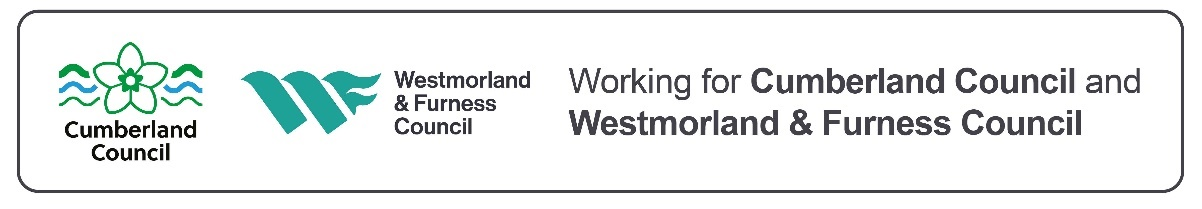 Cumberland
Council
Westmorland
& Furness
Council
Working for Cumberland Council and
Westmorland & Furness Council